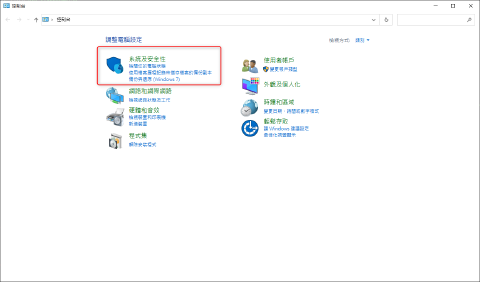 控制台
控制台
調整電腦設定
檢視方式: 類別
系統及安全性
檢閱您的電腦狀態
使用檔案歷程記錄來儲存檔案的備份副本
備份與還原 (Windows 7)
網路和網際網路
檢視網路狀態及工作
硬體和音效
檢視裝置和印表機
新增裝置
程式集
解除安裝程式
使用者帳戶
變更帳戶類型
外觀及個人化
時鐘和區域
變更日期、時間或數字格式
輕鬆存取
讓 Windows 建議設定
最佳化視覺顯示